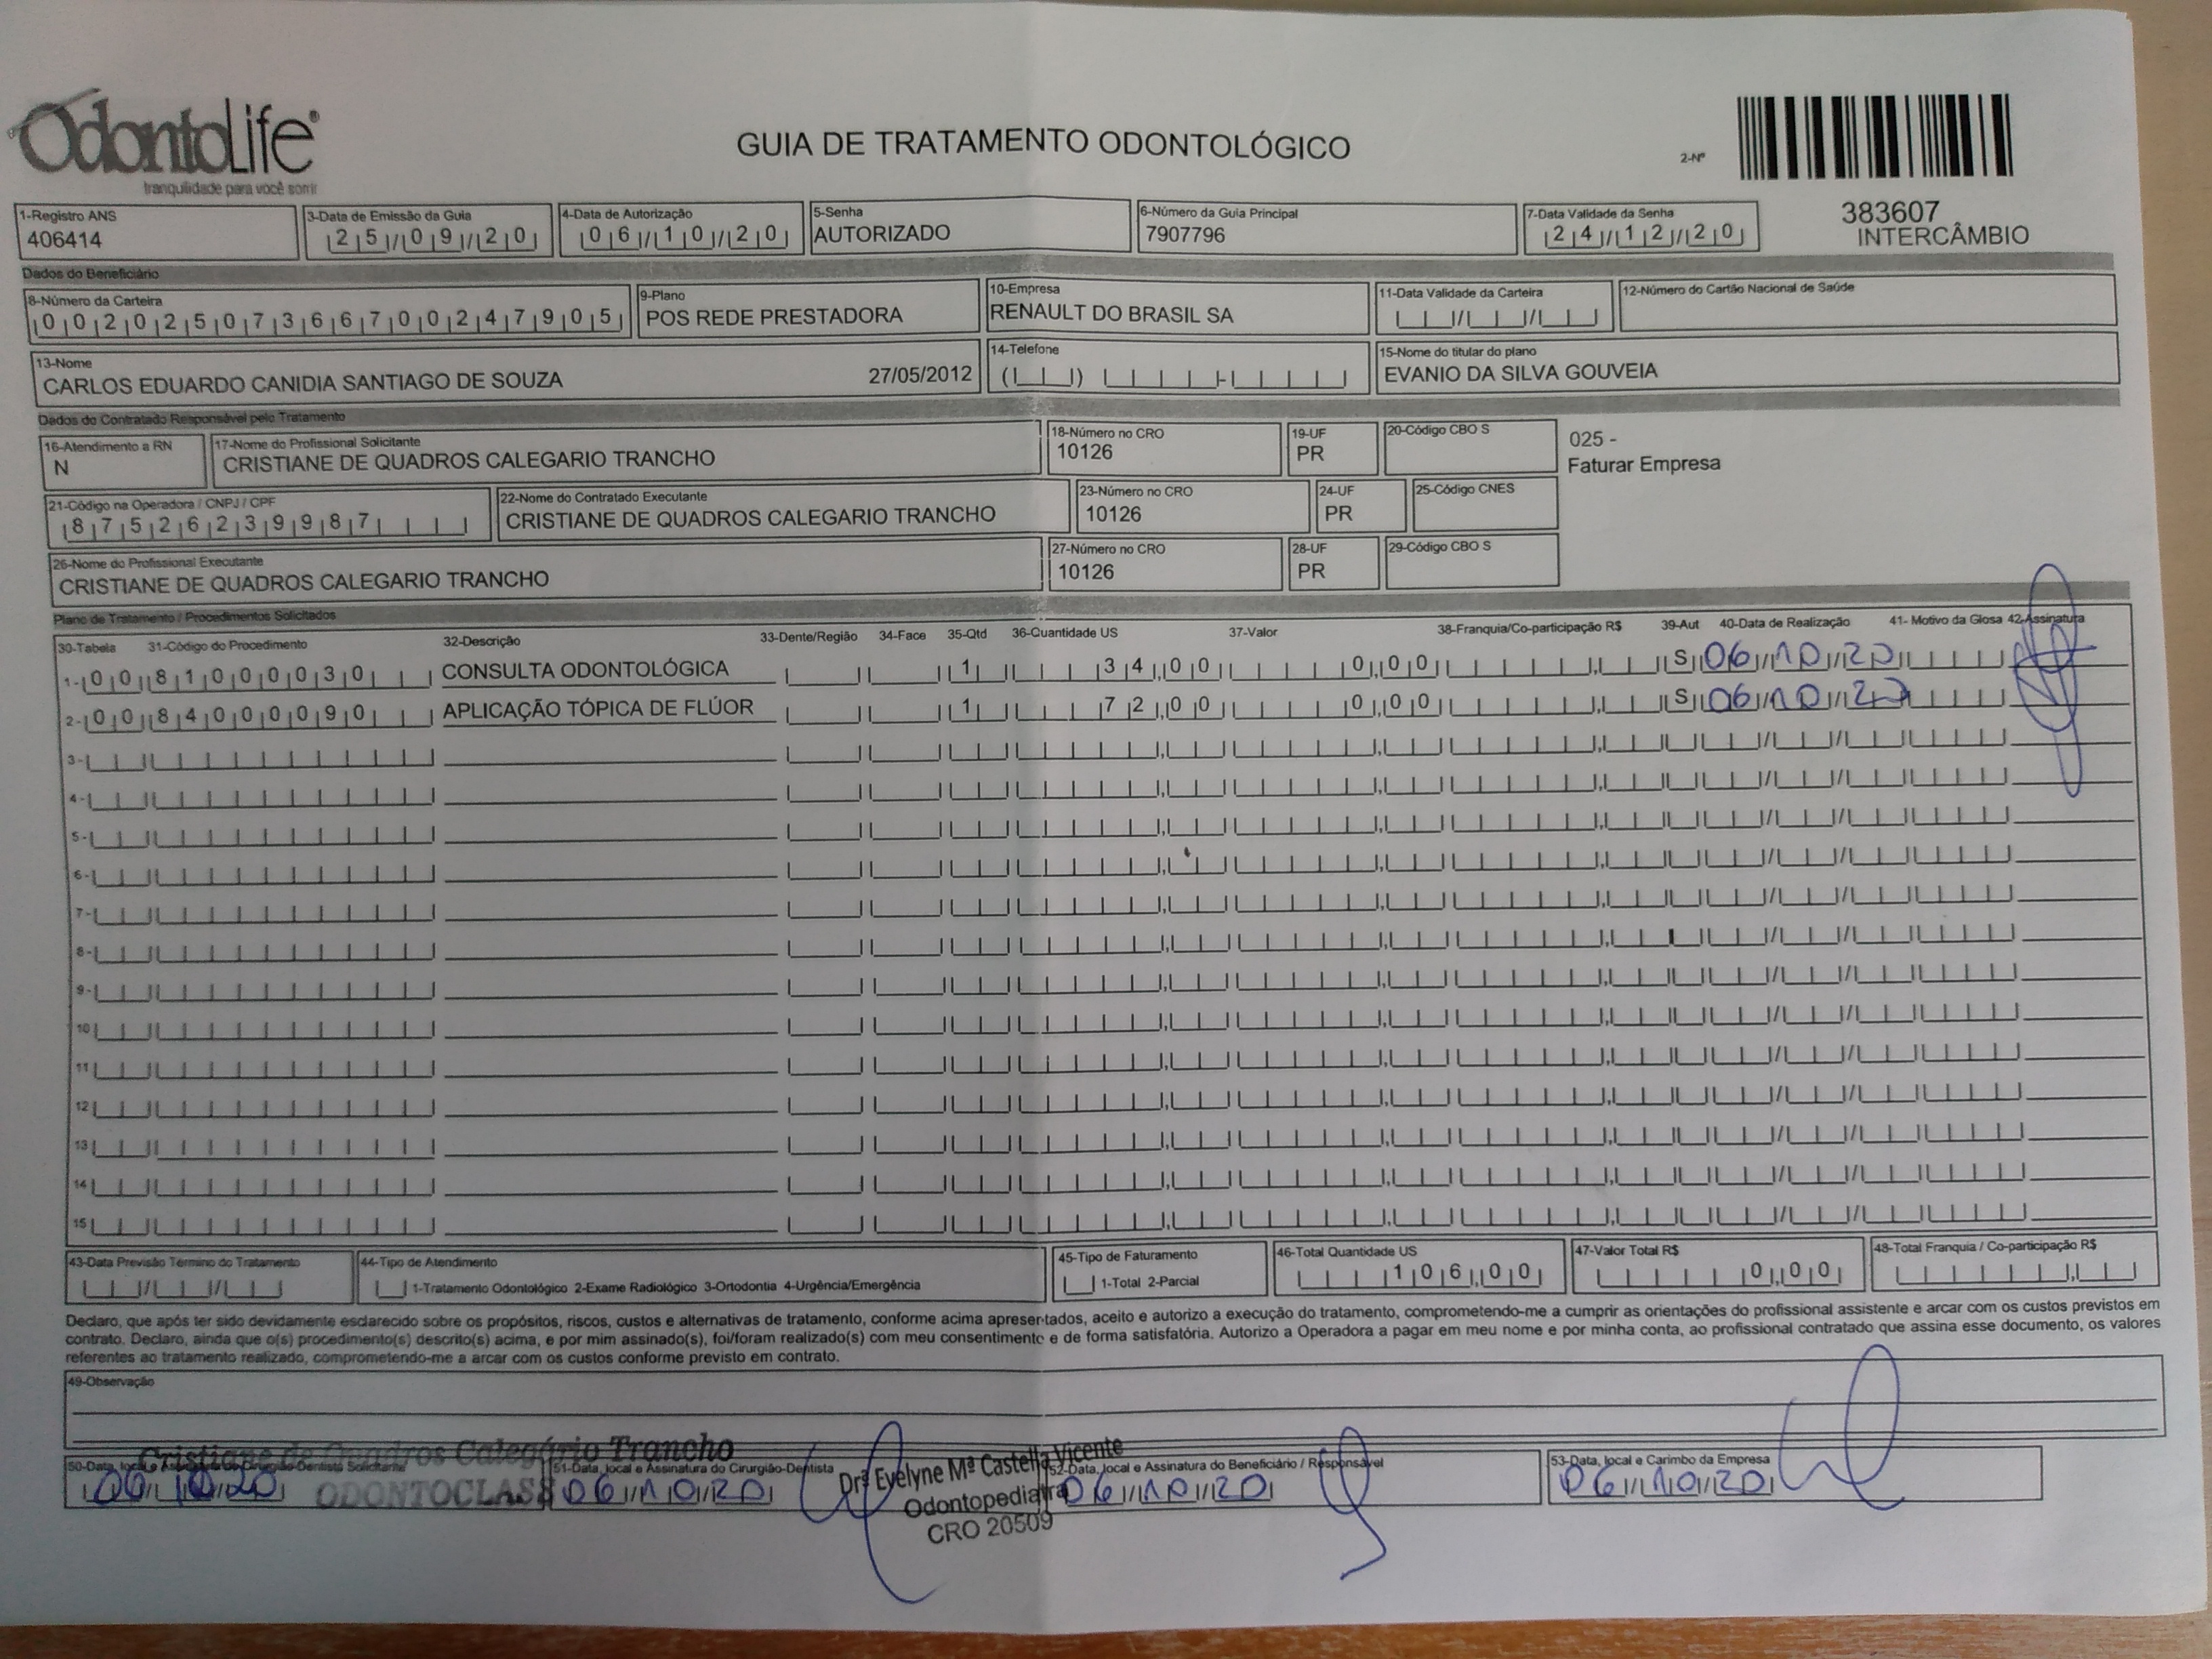 OdontoLife®
tranquilidade para você sorrir
GUIA DE TRATAMENTO ODONTOLÓGICO
2-Nº
383607
INTERCÂMBIO
1-Registro ANS
406414
3-Data de Emissão da Guia
25/09/20
4-Data de Autorização
06/10/20
5-Senha
AUTORIZADO
6-Número da Guia Principal
7907796
7-Data Validade da Senha
24/12/20
Dados do Beneficiário
8-Número da Carteira
00202507366700247905
9-Plano
POS REDE PRESTADORA
10-Empresa
RENAULT DO BRASIL SA
11-Data Validade da Carteira
12-Número do Cartão Nacional de Saúde
13-Nome
CARLOS EDUARDO CANIDIA SANTIAGO DE SOUZA 27/05/2012
14-Telefone
15-Nome do titular do plano
EVANIO DA SILVA GOUVEIA
Dados do Contratado Responsável pelo Tratamento
16-Atendimento a RN
N
17-Nome do Profissional Solicitante
CRISTIANE DE QUADROS CALEGARIO TRANCHO
18-Número no CRO
10126
19-UF
PR
20-Código CBO S
025 -
Faturar Empresa
21-Código na Operadora / CNPJ / CPF
87526239987
22-Nome do Contratado Executante
CRISTIANE DE QUADROS CALEGARIO TRANCHO
23-Número no CRO
10126
24-UF
PR
25-Código CNES
26-Nome do Profissional Executante
CRISTIANE DE QUADROS CALEGARIO TRANCHO
27-Número no CRO
10126
28-UF
PR
29-Código CBO S
Plano de Tratamento / Procedimentos Solicitados
30-Tabela 31-Código do Procedimento 32-Descrição 33-Dente/Região 34-Face 35-Qtd 36-Quantidade US 37-Valor 38-Franquia/Co-participação R$ 39-Aut 40-Data de Realização 41- Motivo da Glosa 42-Assinatura
1- 00 81000030 CONSULTA ODONTOLÓGICA 1 34,00 0,00 S 06/10/20
2- 00 84000090 APLICAÇÃO TÓPICA DE FLÚOR 1 72,00 0,00 S 06/10/20
3-
4-
5-
6-
7-
8-
9-
10
11
12
13
14
15
43-Data Previsão Término do Tratamento
44-Tipo de Atendimento
1-Tratamento Odontológico 2-Exame Radiológico 3-Ortodontia 4-Urgência/Emergência
45-Tipo de Faturamento
1-Total 2-Parcial
46-Total Quantidade US
106,00
47-Valor Total R$
0,00
48-Total Franquia / Co-participação R$
Declaro, que após ter sido devidamente esclarecido sobre os propósitos, riscos, custos e alternativas de tratamento, conforme acima apresentados, aceito e autorizo a execução do tratamento, comprometendo-me a cumprir as orientações do profissional assistente e arcar com os custos previstos em
contrato. Declaro, ainda que o(s) procedimento(s) descrito(s) acima, e por mim assinado(s), foi/foram realizado(s) com meu consentimento e de forma satisfatória. Autorizo a Operadora a pagar em meu nome e por minha conta, ao profissional contratado que assina esse documento, os valores
referentes ao tratamento realizado, comprometendo-me a arcar com os custos conforme previsto em contrato.
49-Observação
Cristiane de Quadros Calegário Trancho
ODONTOCLASS
50-Data, local e Assinatura do Cirurgião-Dentista Solicitante
06/10/20
51-Data, local e Assinatura do Cirurgião-Dentista
06/10/20
Drª Evelyne Mª Castella Vicente
Odontopediatra
CRO 20509
52-Data, local e Assinatura do Beneficiário / Responsável
06/10/20
53-Data, local e Carimbo da Empresa
06/10/20